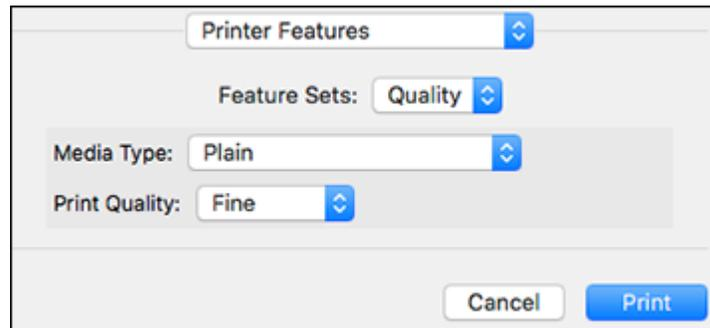 Printer Features
Feature Sets: Quality
Media Type: Plain
Print Quality: Fine
Cancel Print